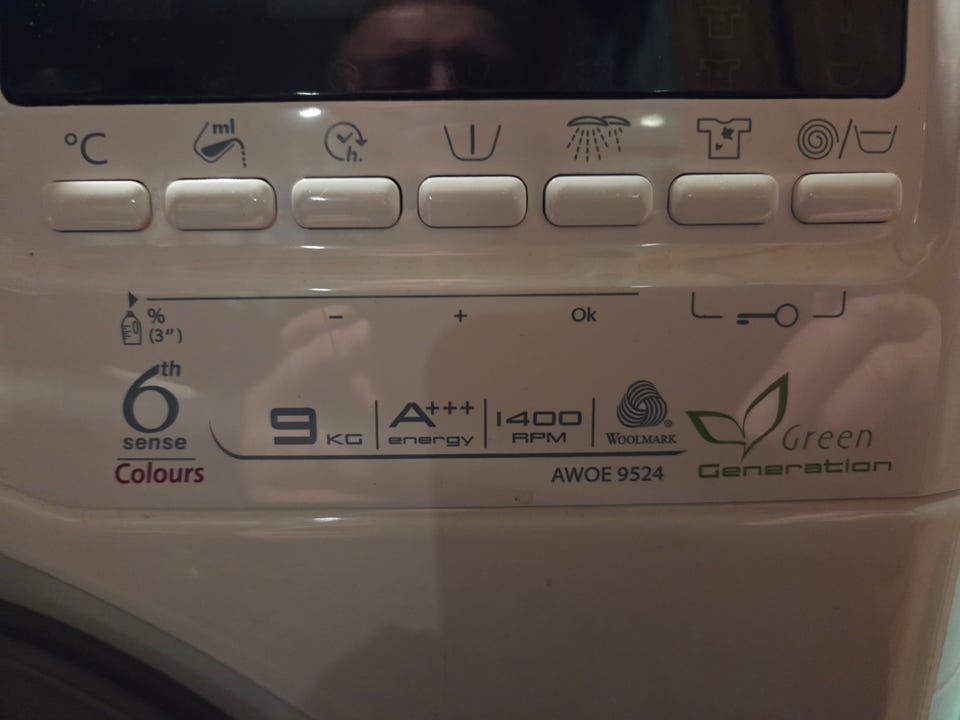 °C
ml
h.
%
(3")
−
+
Ok
6th
sense
Colours
9 KG
A+++
energy
1400
RPM
WOOLMARK
®
AWOE 9524
Green
Generation